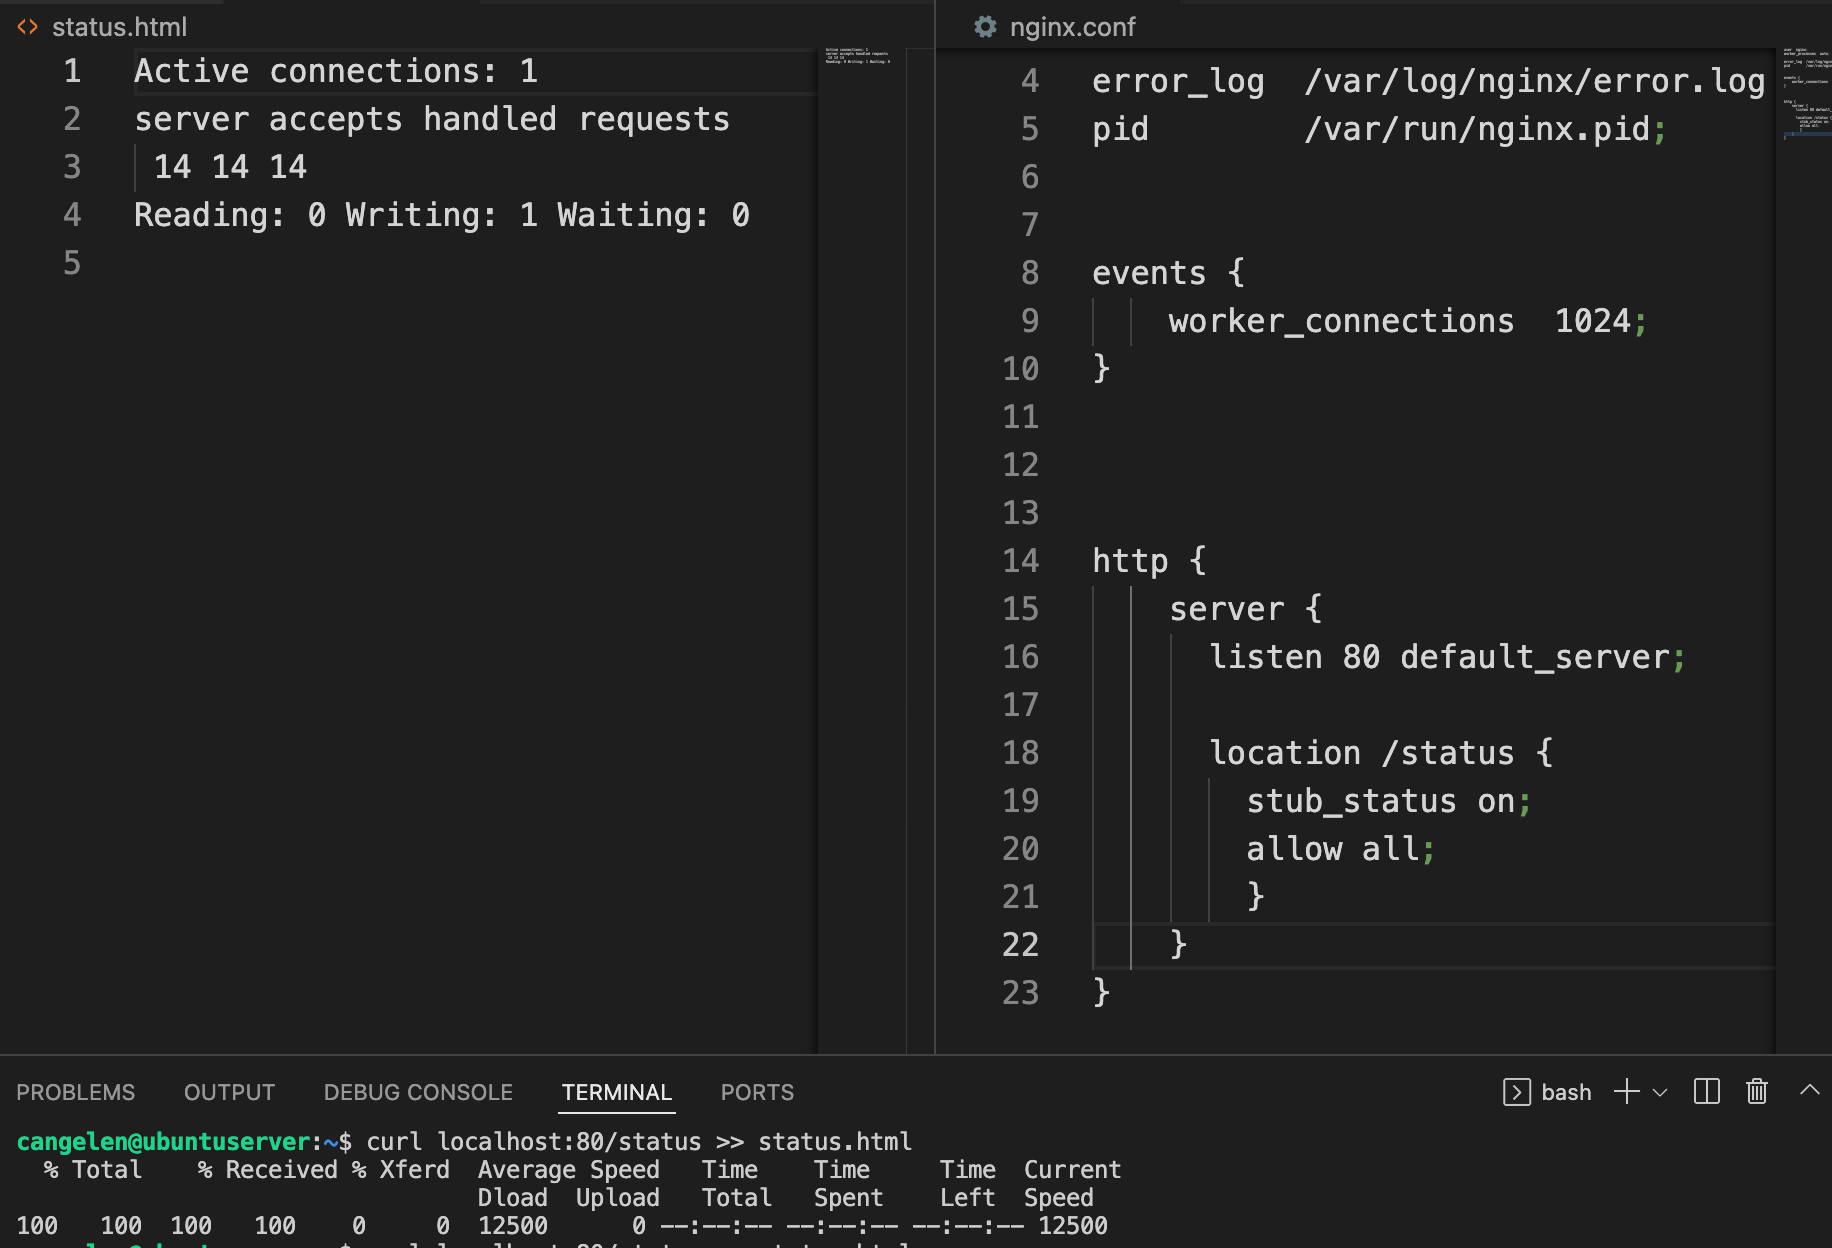 status.html
1 Active connections: 1
2 server accepts handled requests
3  14 14 14
4 Reading: 0 Writing: 1 Waiting: 0
5
nginx.conf
4 error_log  /var/log/nginx/error.log
5 pid        /var/run/nginx.pid;
6
7
8 events {
9     worker_connections  1024;
10 }
11
12
13
14 http {
15     server {
16       listen 80 default_server;
17
18       location /status {
19         stub_status on;
20         allow all;
21         }
22     }
23 }
PROBLEMS OUTPUT DEBUG CONSOLE TERMINAL PORTS bash
cangelen@ubuntuserver:~$ curl localhost:80/status >> status.html
  % Total    % Received % Xferd  Average Speed   Time    Time     Time  Current
                                 Dload  Upload   Total   Spent    Left  Speed
100   100  100   100    0     0  12500      0 --:--:-- --:--:-- --:--:-- 12500